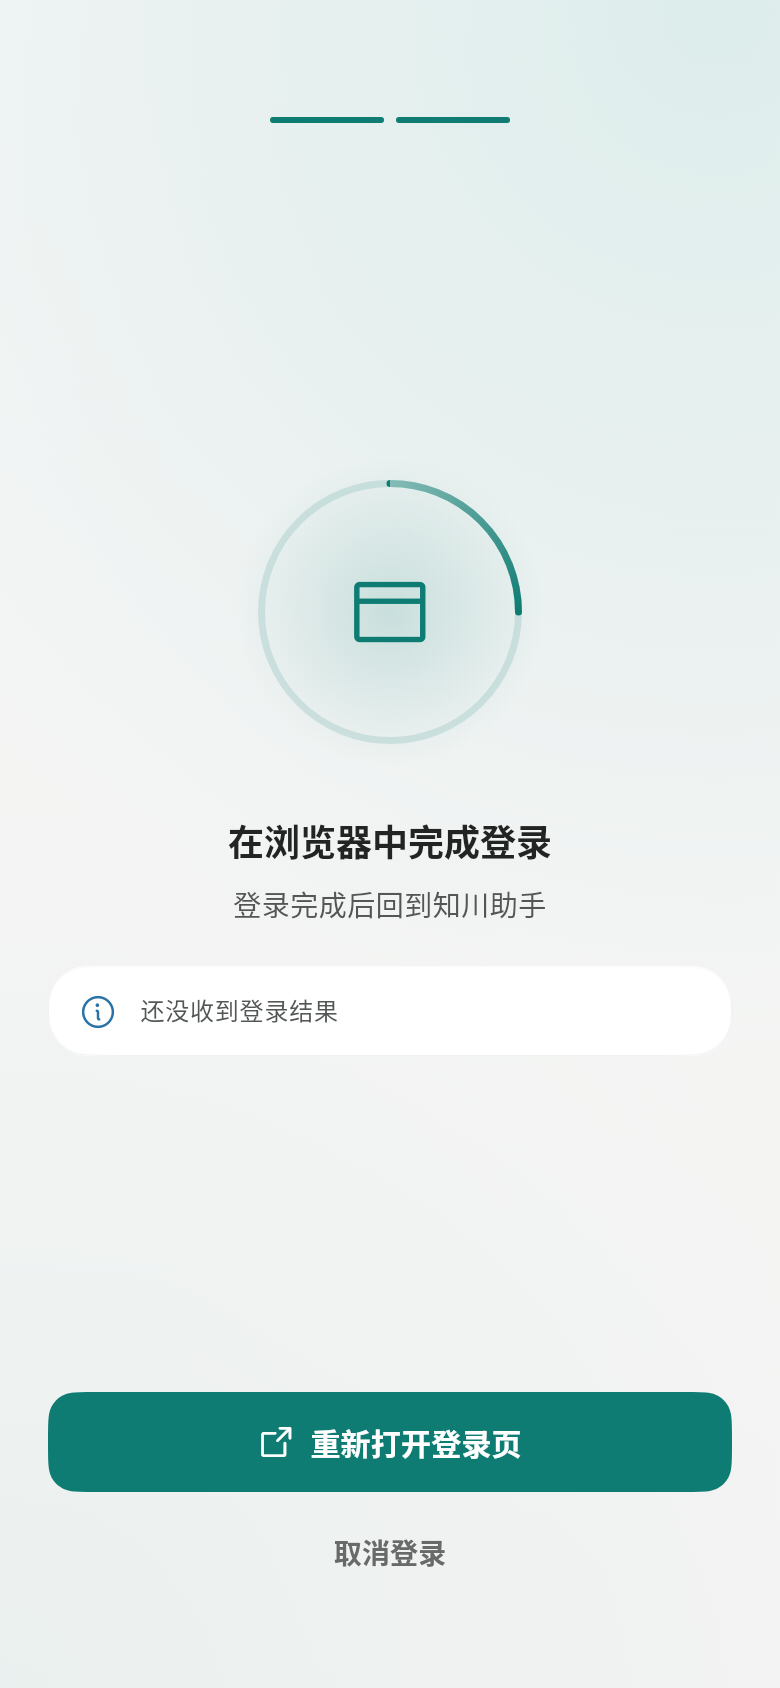 在浏览器中完成登录
登录完成后回到知川助手
还没收到登录结果
重新打开登录页
取消登录